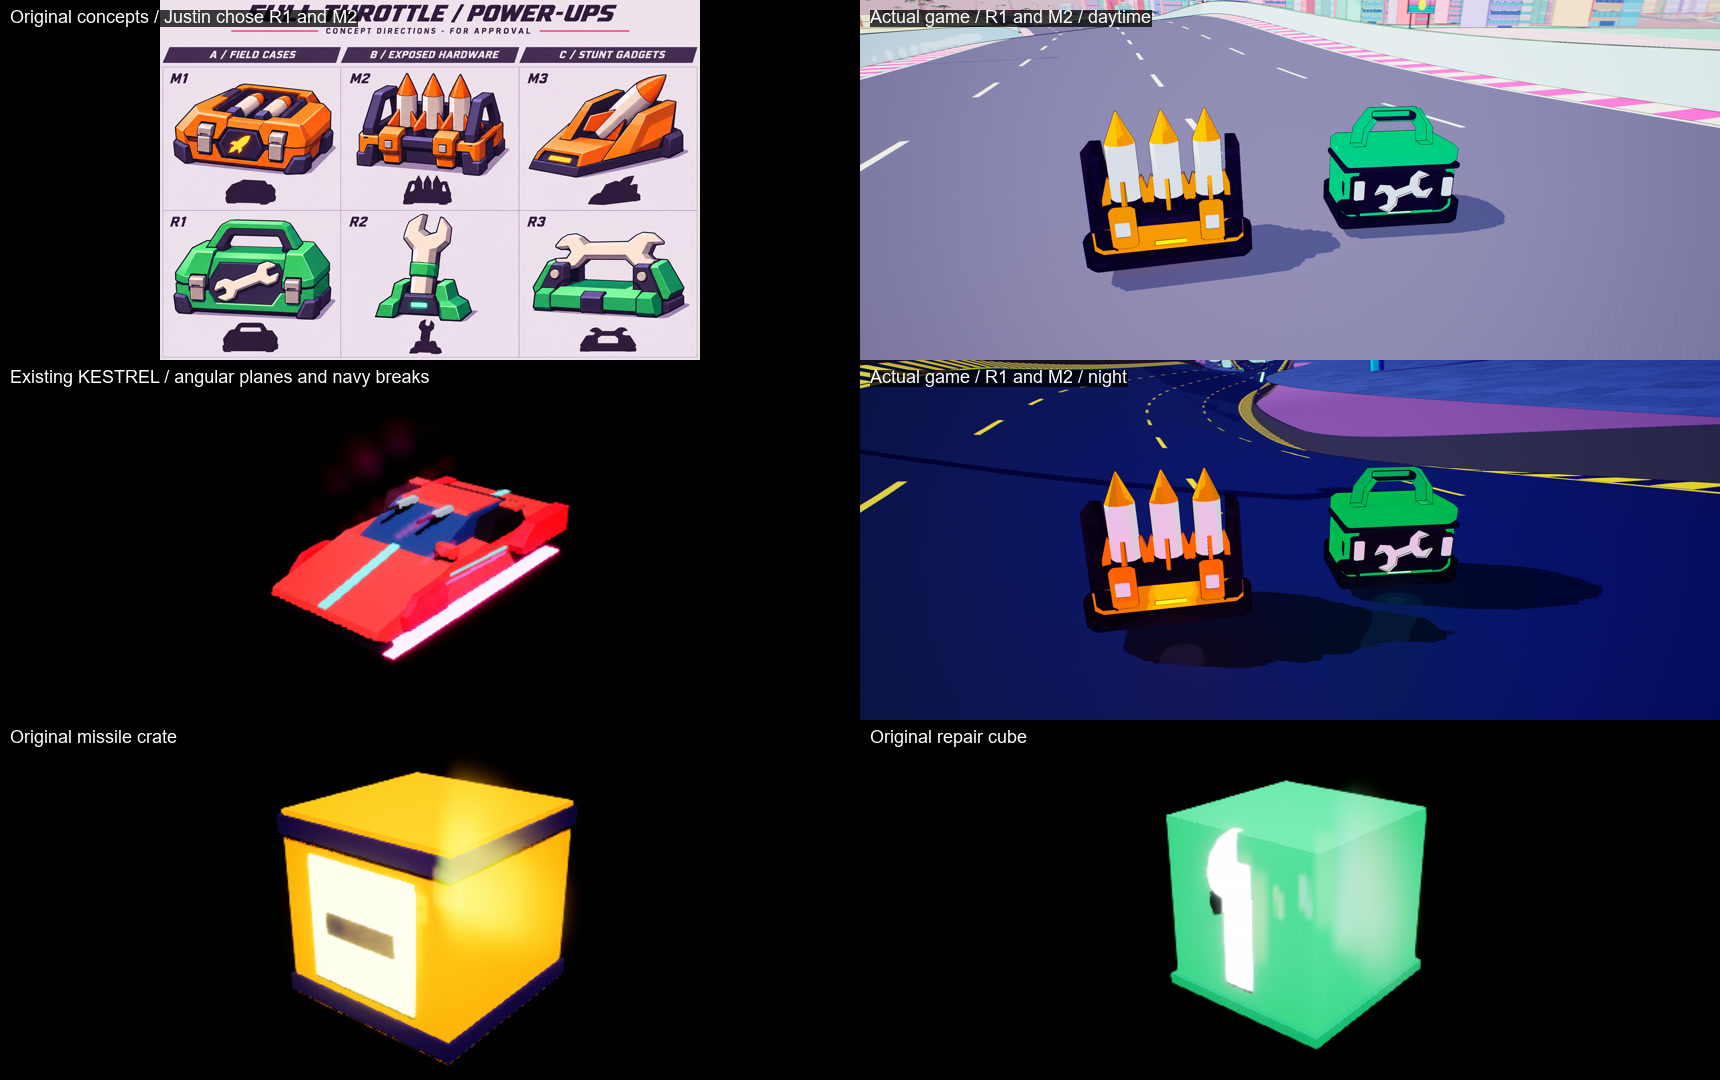 Original concepts / Justin chose R1 and M2
FULL THROTTLE / POWER-UPS
CONCEPT DIRECTIONS - FOR APPROVAL
A / FIELD CASES
B / EXPOSED HARDWARE
C / STUNT GADGETS
M1
M2
M3
R1
R2
R3
Actual game / R1 and M2 / daytime
Existing KESTREL / angular planes and navy breaks
Actual game / R1 and M2 / night
Original missile crate
Original repair cube